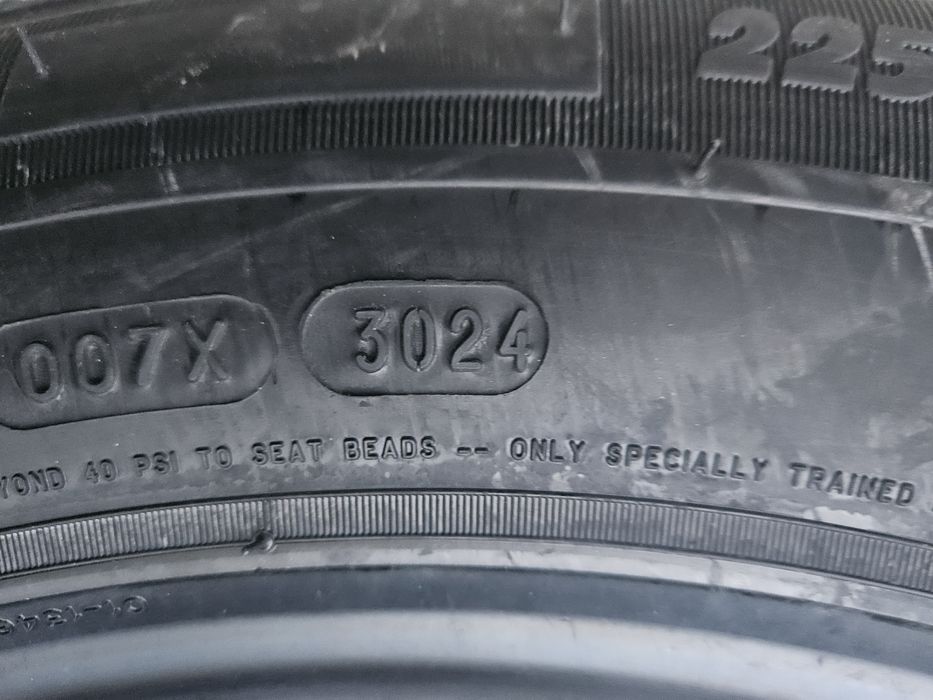 225
007X 3024
YOND 40 PSI TO SEAT BEADS -- ONLY SPECIALLY TRAINED